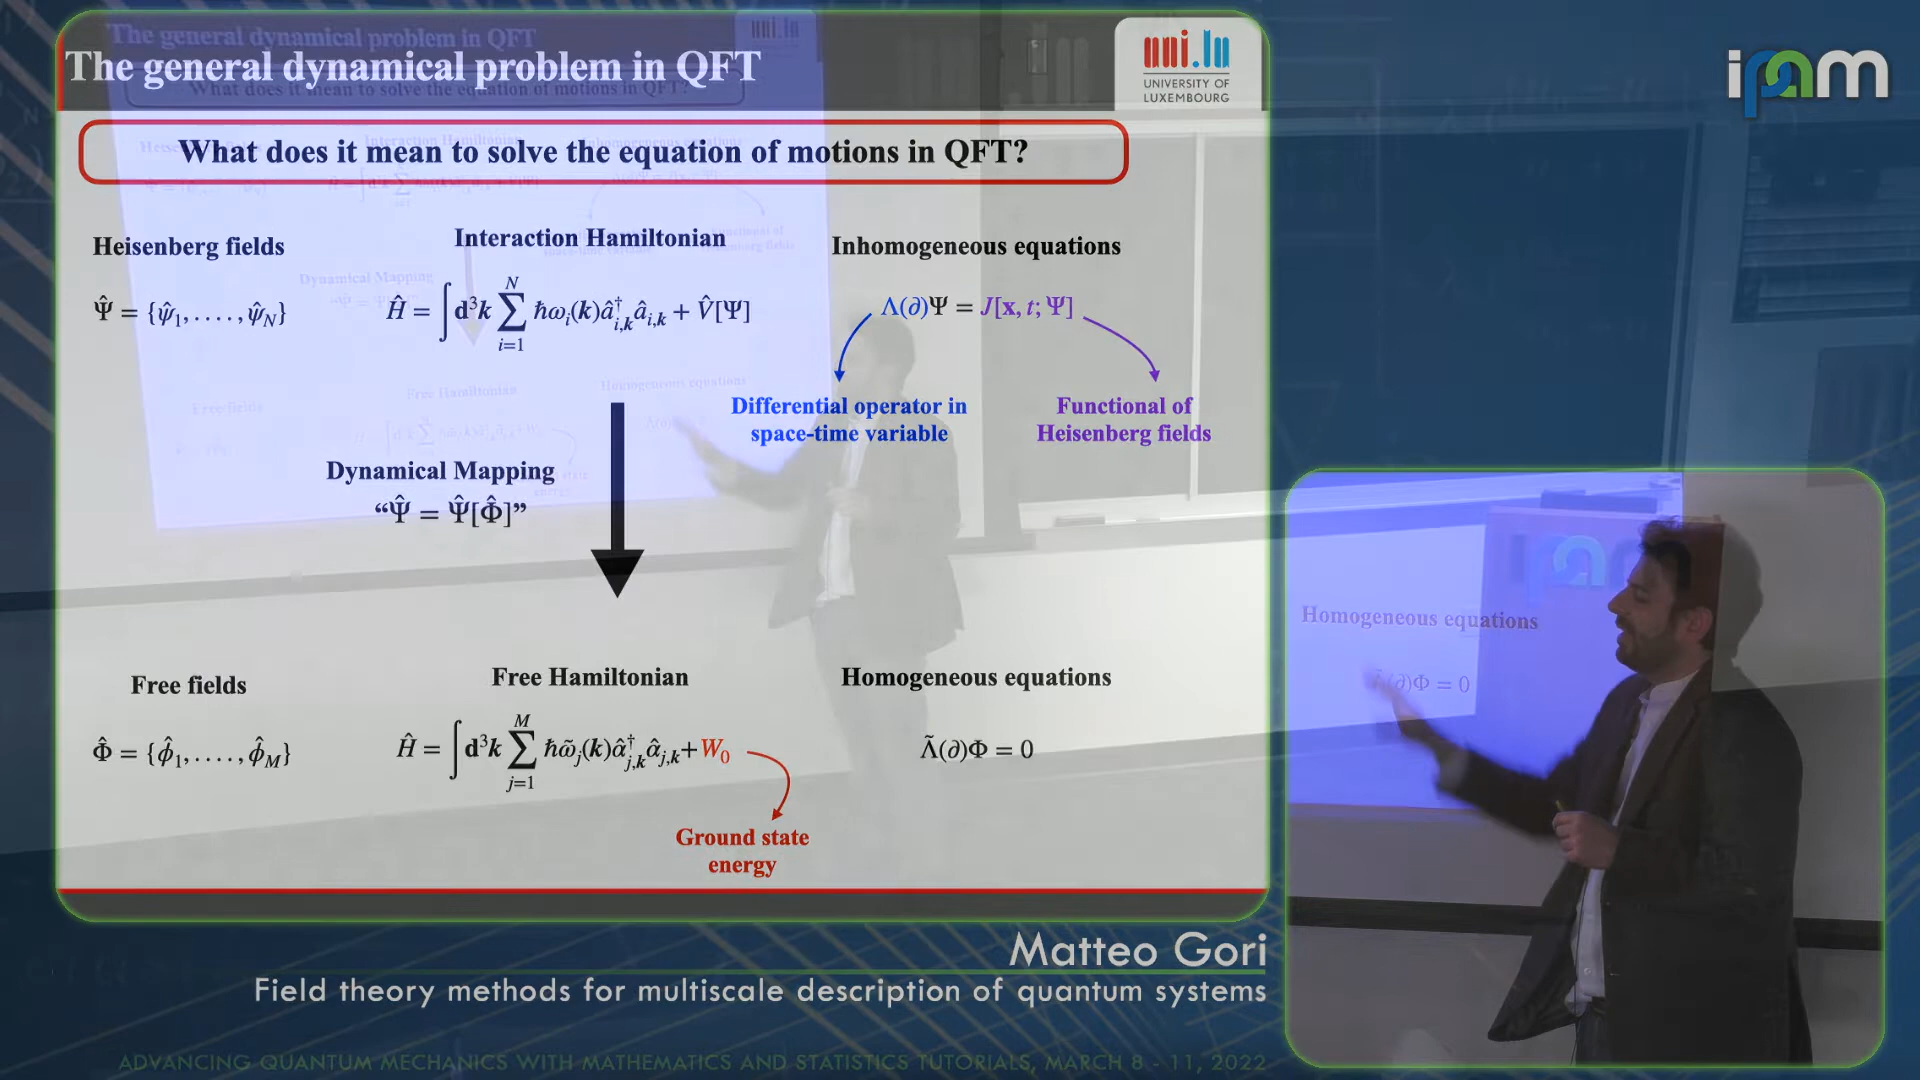 The general dynamical problem in QFT
uni.lu
UNIVERSITY OF
LUXEMBOURG
ipam
What does it mean to solve the equation of motions in QFT?
Heisenberg fields
Interaction Hamiltonian
Inhomogeneous equations
Ψ̂ = {ψ̂₁, . . . . , ψ̂_N}
Ĥ = ∫ d³k ∑_{i=1}^{N} ℏω_i(k)â†_{i,k}â_{i,k} + V̂[Ψ]
Λ(∂)Ψ = J[x, t; Ψ]
Differential operator in
space-time variable
Functional of
Heisenberg fields
Dynamical Mapping
“Ψ̂ = Ψ̂[Φ̂]”
Free fields
Free Hamiltonian
Homogeneous equations
Φ̂ = {ϕ̂₁, . . . . , ϕ̂_M}
Ĥ = ∫ d³k ∑_{j=1}^{M} ℏω̃_j(k)α̂†_{j,k}α̂_{j,k} + W₀
Λ̃(∂)Φ = 0
Ground state
energy
Homogeneous equations
(∂)Φ = 0
Matteo Gori
Field theory methods for multiscale description of quantum systems
ADVANCING QUANTUM MECHANICS WITH MATHEMATICS AND STATISTICS TUTORIALS, MARCH 8 - 11, 2022